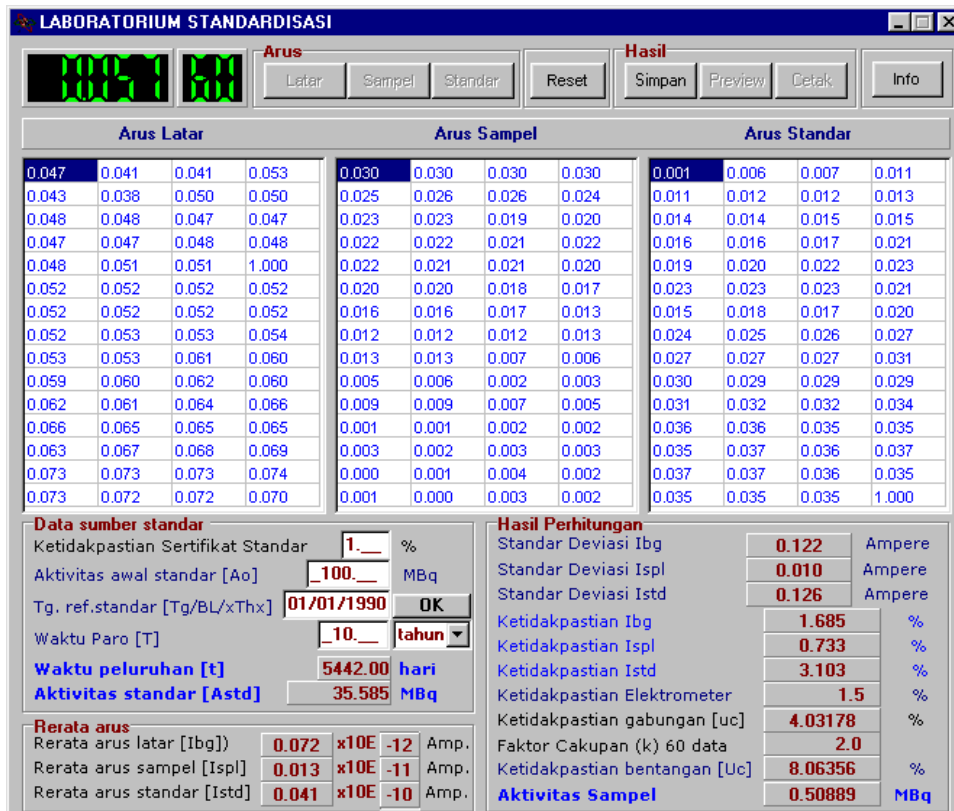 LABORATORIUM STANDARDISASI
Arus Hasil
0.057 60 Latar Sampel Standar Reset Simpan Preview Cetak Info
Arus Latar Arus Sampel Arus Standar
0.047 0.041 0.041 0.053 0.030 0.030 0.030 0.030 0.001 0.006 0.007 0.011
0.043 0.038 0.050 0.050 0.025 0.026 0.026 0.024 0.011 0.012 0.012 0.013
0.048 0.048 0.047 0.047 0.023 0.023 0.019 0.020 0.014 0.014 0.015 0.015
0.047 0.047 0.048 0.048 0.022 0.022 0.021 0.022 0.016 0.016 0.017 0.021
0.048 0.051 0.051 1.000 0.022 0.021 0.021 0.020 0.019 0.020 0.022 0.023
0.052 0.052 0.052 0.052 0.020 0.020 0.018 0.017 0.023 0.023 0.023 0.021
0.052 0.052 0.052 0.052 0.016 0.016 0.017 0.013 0.015 0.018 0.017 0.020
0.052 0.053 0.053 0.054 0.012 0.012 0.012 0.013 0.024 0.025 0.026 0.027
0.053 0.053 0.061 0.060 0.013 0.013 0.007 0.006 0.027 0.027 0.027 0.031
0.059 0.060 0.062 0.060 0.005 0.006 0.002 0.003 0.030 0.029 0.029 0.029
0.062 0.061 0.064 0.066 0.009 0.009 0.007 0.005 0.031 0.032 0.032 0.034
0.066 0.065 0.065 0.065 0.001 0.001 0.002 0.002 0.036 0.036 0.035 0.035
0.063 0.067 0.068 0.069 0.003 0.002 0.003 0.003 0.035 0.037 0.036 0.037
0.073 0.073 0.073 0.074 0.000 0.001 0.004 0.002 0.037 0.037 0.036 0.035
0.073 0.072 0.072 0.070 0.001 0.000 0.003 0.002 0.035 0.035 0.035 1.000
Data sumber standar
Ketidakpastian Sertifikat Standar 1.__ %
Aktivitas awal standar [Ao] _100.__ MBq
Tg. ref.standar [Tg/BL/xThx] 01/01/1990 OK
Waktu Paro [T] _10.__ tahun
Waktu peluruhan [t] 5442.00 hari
Aktivitas standar [Astd] 35.585 MBq
Rerata arus
Rerata arus latar [Ibg]) 0.072 x10E -12 Amp.
Rerata arus sampel [Ispl] 0.013 x10E -11 Amp.
Rerata arus standar [Istd] 0.041 x10E -10 Amp.
Hasil Perhitungan
Standar Deviasi Ibg 0.122 Ampere
Standar Deviasi Ispl 0.010 Ampere
Standar Deviasi Istd 0.126 Ampere
Ketidakpastian Ibg 1.685 %
Ketidakpastian Ispl 0.733 %
Ketidakpastian Istd 3.103 %
Ketidakpastian Elektrometer 1.5 %
Ketidakpastian gabungan [uc] 4.03178 %
Faktor Cakupan (k) 60 data 2.0
Ketidakpastian bentangan [Uc] 8.06356 %
Aktivitas Sampel 0.50889 MBq